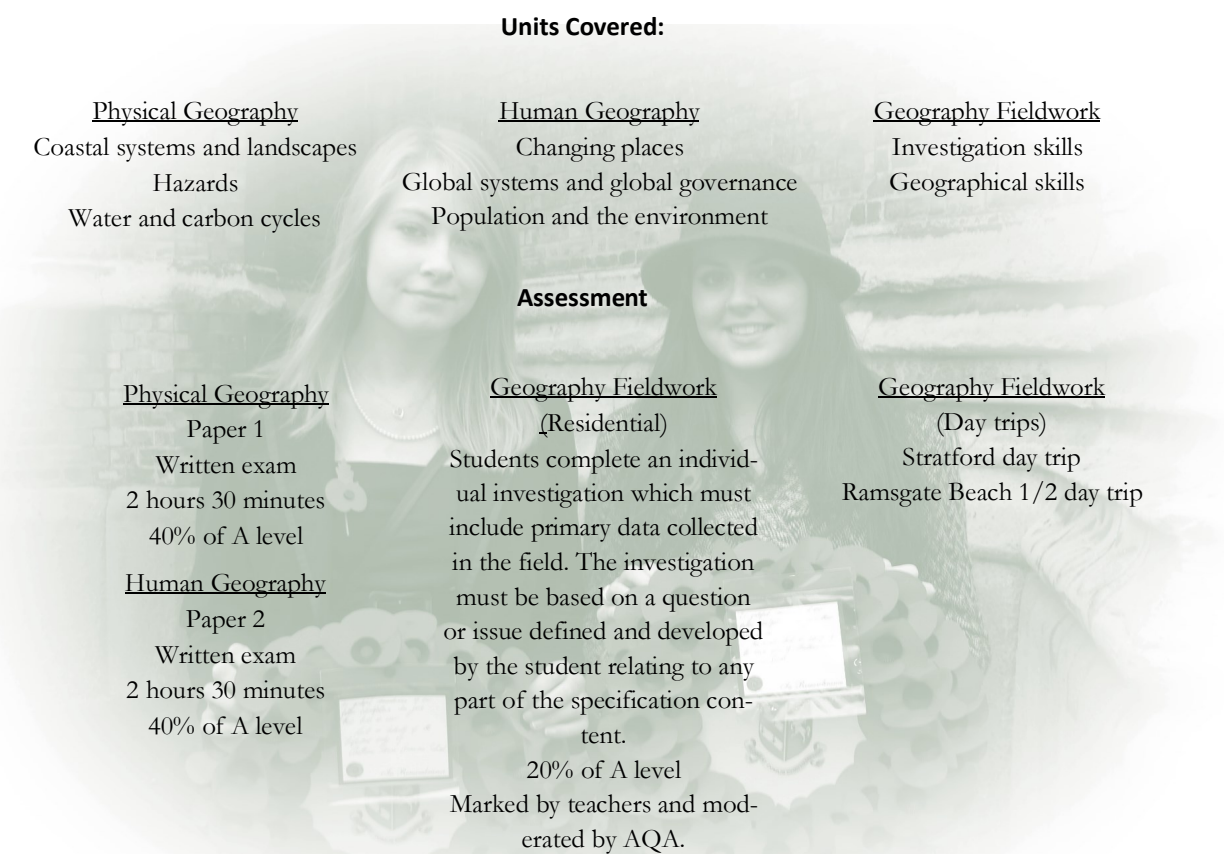 Units Covered:
Physical Geography
Coastal systems and landscapes
Hazards
Water and carbon cycles
Human Geography
Changing places
Global systems and global governance
Population and the environment
Geography Fieldwork
Investigation skills
Geographical skills
Assessment
Physical Geography
Paper 1
Written exam
2 hours 30 minutes
40% of A level
Human Geography
Paper 2
Written exam
2 hours 30 minutes
40% of A level
Geography Fieldwork
(Residential)
Students complete an individ-
ual investigation which must
include primary data collected
in the field. The investigation
must be based on a question
or issue defined and developed
by the student relating to any
part of the specification con-
tent.
20% of A level
Marked by teachers and mod-
erated by AQA.
Geography Fieldwork
(Day trips)
Stratford day trip
Ramsgate Beach 1/2 day trip